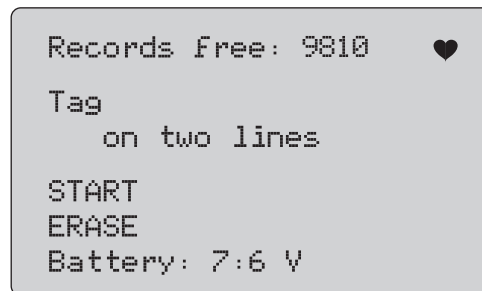 Records free: 9810 ♥
Tag
on two lines
START
ERASE
Battery: 7:6 V